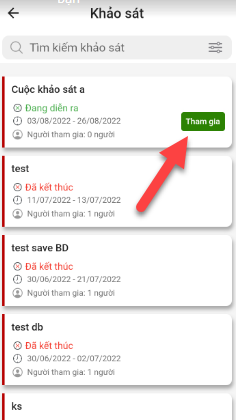 Khảo sát
Tìm kiếm khảo sát
Cuộc khảo sát a
Đang diễn ra
03/08/2022 - 26/08/2022
Người tham gia: 0 người
Tham gia
test
Đã kết thúc
11/07/2022 - 13/07/2022
Người tham gia: 1 người
test save BD
Đã kết thúc
30/06/2022 - 21/07/2022
Người tham gia: 1 người
test db
Đã kết thúc
30/06/2022 - 02/07/2022
Người tham gia: 1 người
ks